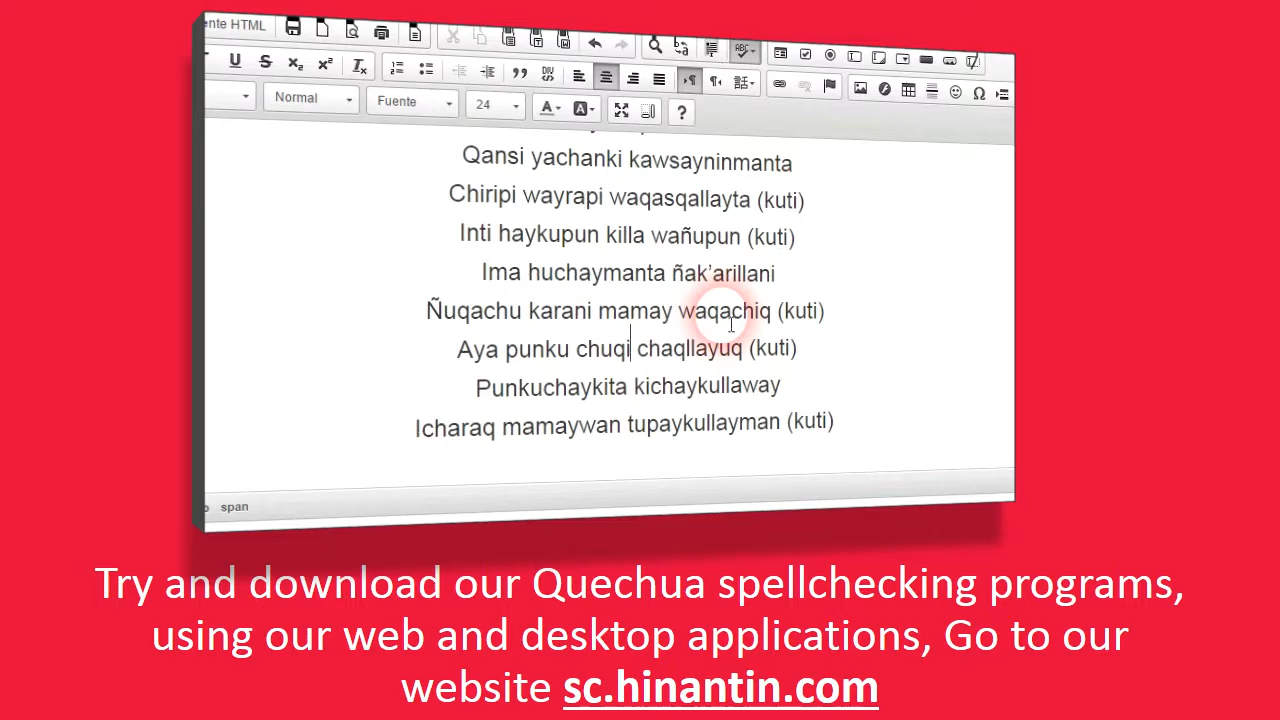 ente HTML
Normal Fuente 24
Qansi yachanki kawsayninmanta
Chiripi wayrapi waqasqallayta (kuti)
Inti haykupun killa wañupun (kuti)
Ima huchaymanta ñak'arillani
Ñuqachu karani mamay waqachiq (kuti)
Aya punku chuqi chaqllayuq (kuti)
Punkuchaykita kichaykullaway
Icharaq mamaywan tupaykullayman (kuti)
span
Try and download our Quechua spellchecking programs,
using our web and desktop applications, Go to our
website sc.hinantin.com